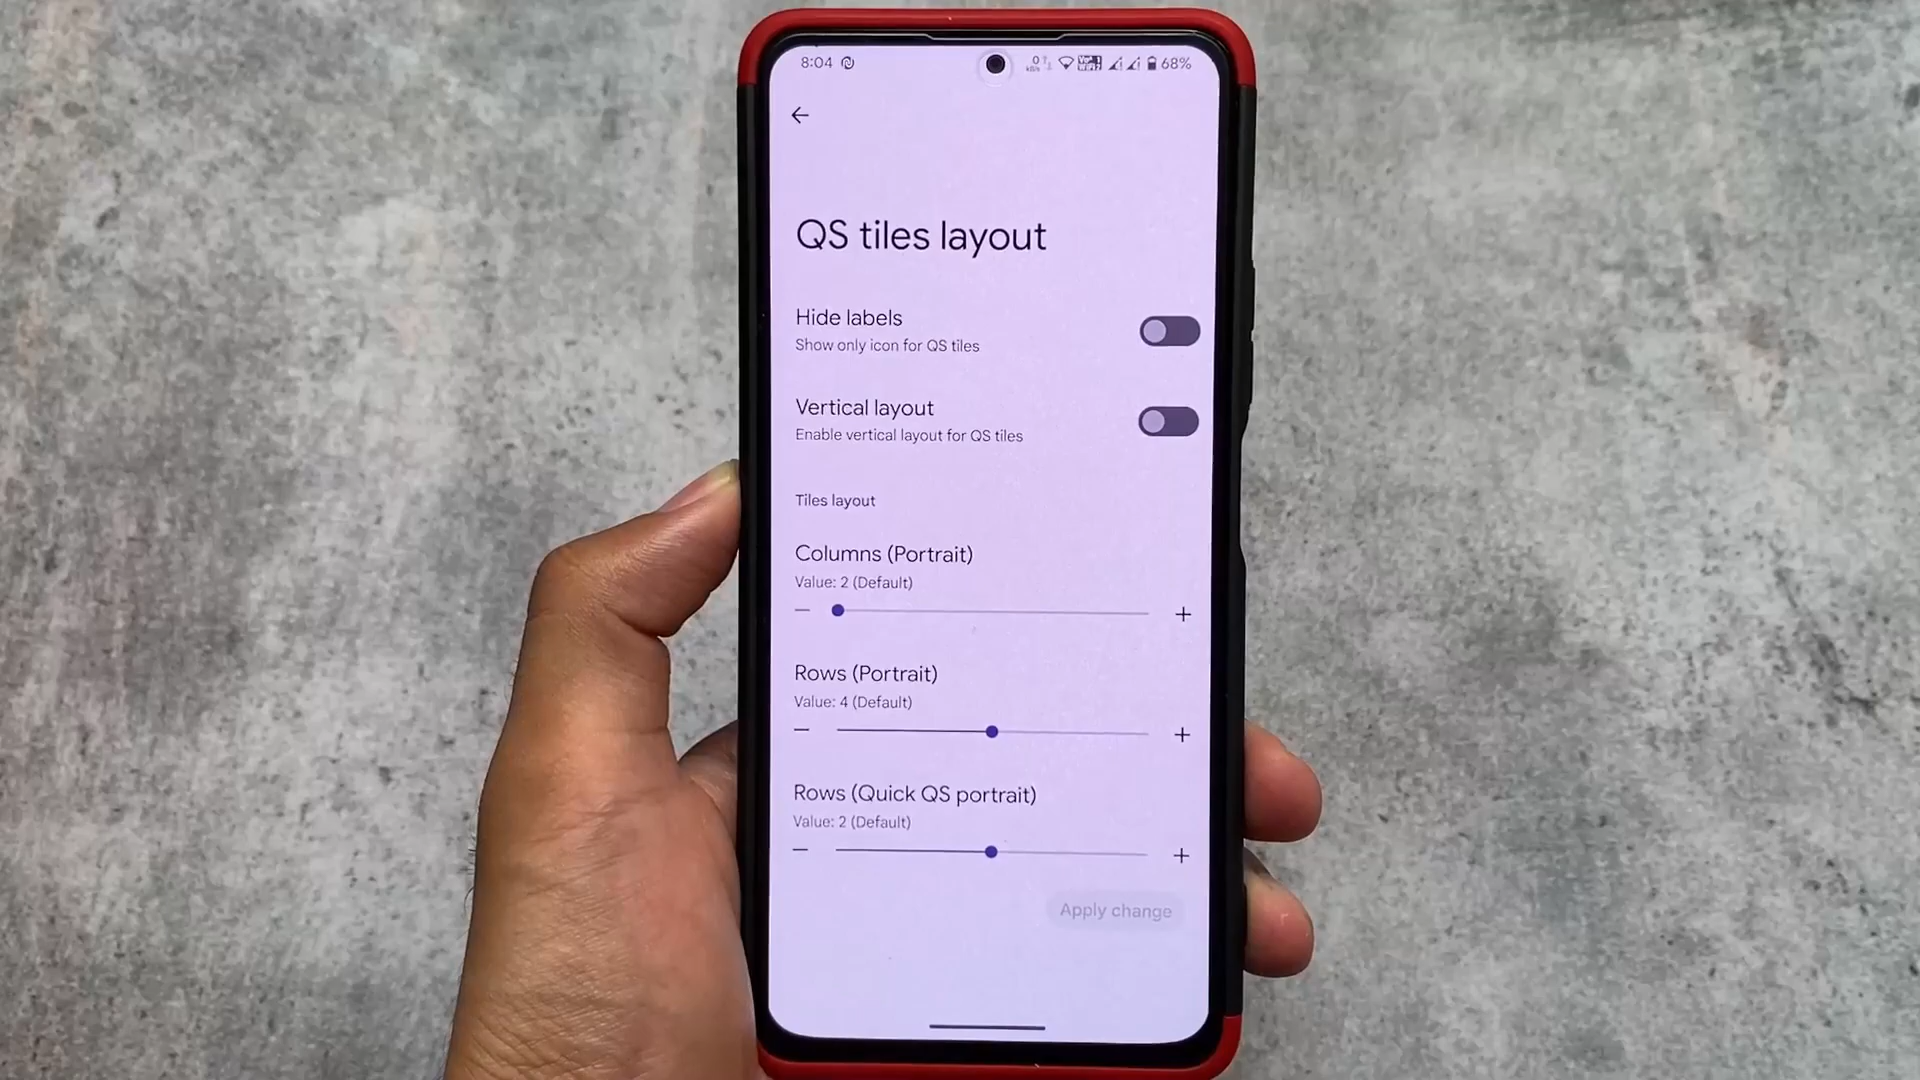 8:04 68%
QS tiles layout
Hide labels
Show only icon for QS tiles
Vertical layout
Enable vertical layout for QS tiles
Tiles layout
Columns (Portrait)
Value: 2 (Default)
Rows (Portrait)
Value: 4 (Default)
Rows (Quick QS portrait)
Value: 2 (Default)
Apply change